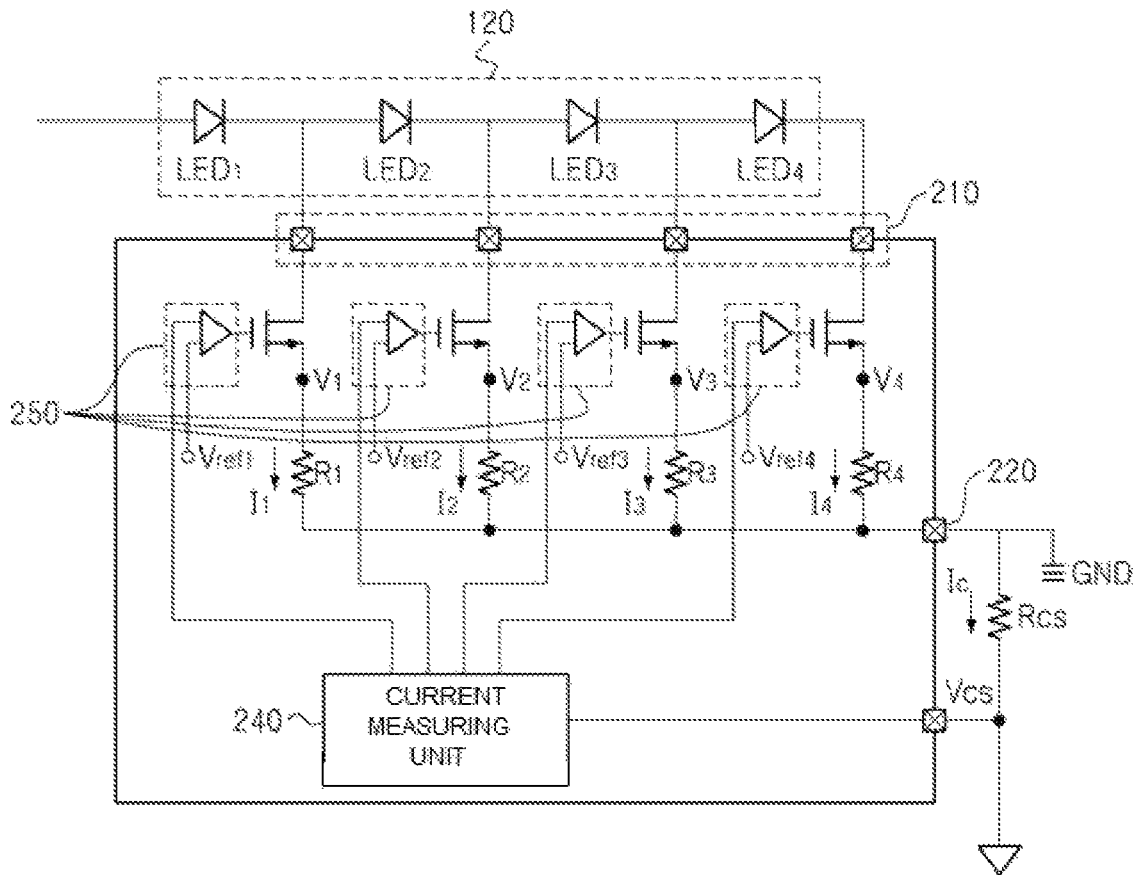 120
LED1 LED2 LED3 LED4
210
V1 V2 V3 V4
250
Vref1 Vref2 Vref3 Vref4
R1 R2 R3 R4
I1 I2 I3 I4
220
GND
Ic
Rcs
Vcs
240
CURRENT
MEASURING
UNIT